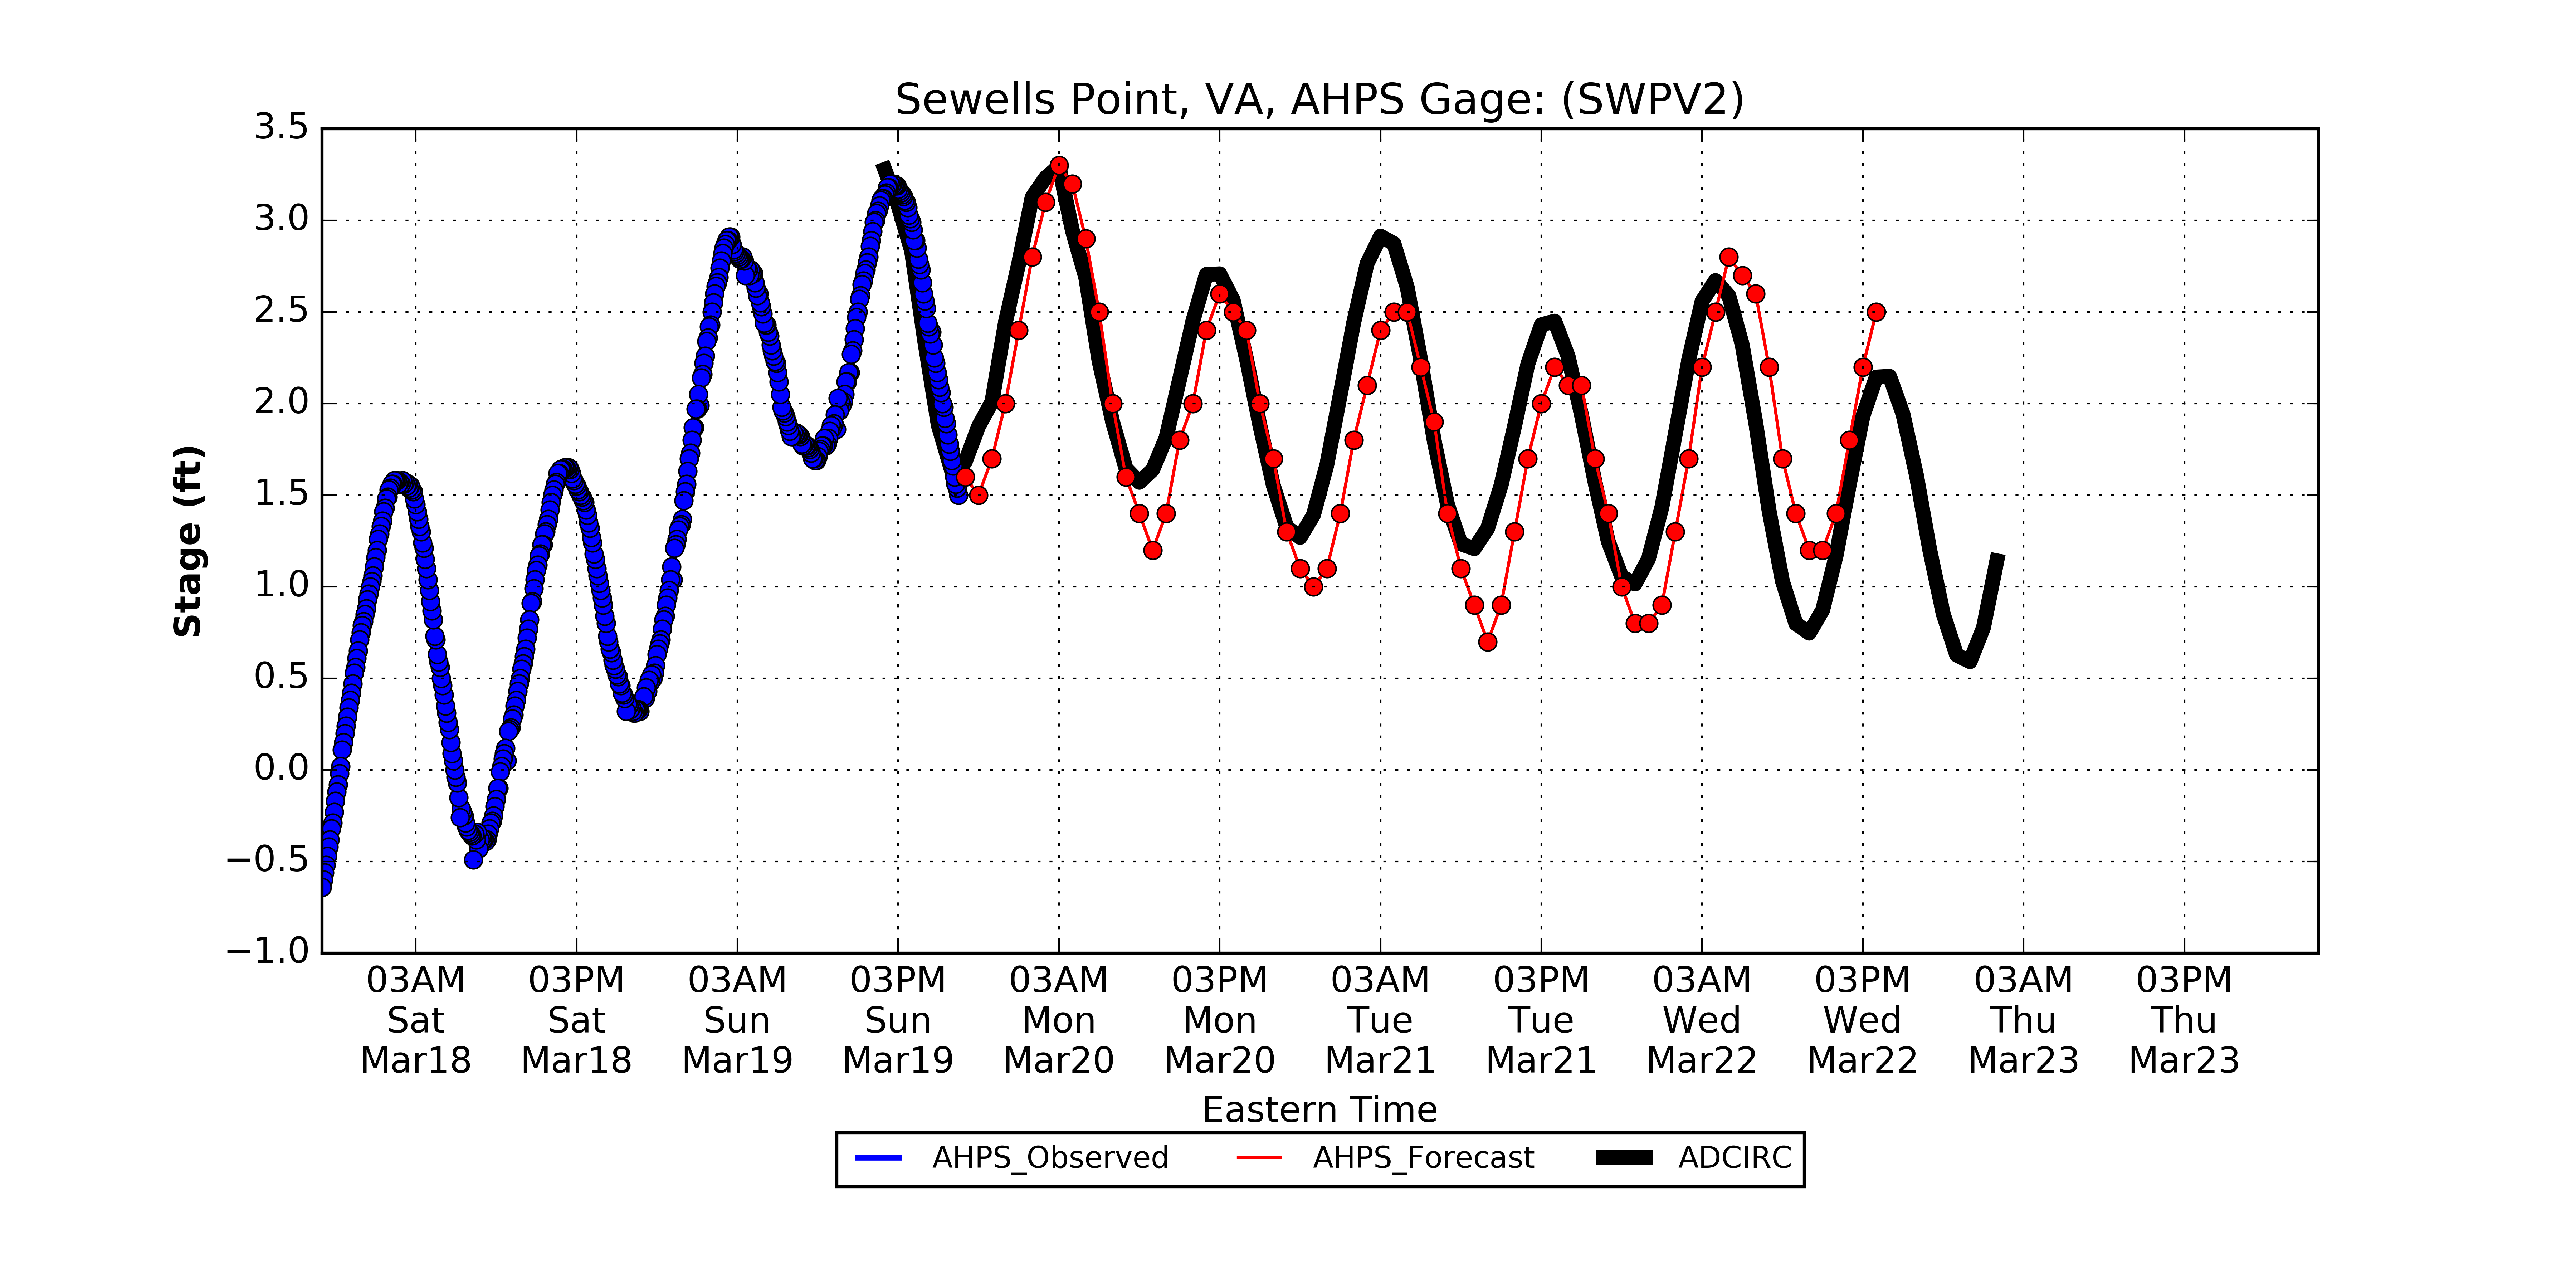 Sewells Point, VA, AHPS Gage: (SWPV2)
3.5
3.0
2.5
2.0
1.5
1.0
0.5
0.0
−0.5
−1.0
Stage (ft)
03AM 03PM 03AM 03PM 03AM 03PM 03AM 03PM 03AM 03PM 03AM 03PM
Sat Sat Sun Sun Mon Mon Tue Tue Wed Wed Thu Thu
Mar18 Mar18 Mar19 Mar19 Mar20 Mar20 Mar21 Mar21 Mar22 Mar22 Mar23 Mar23
Eastern Time
AHPS_Observed AHPS_Forecast ADCIRC